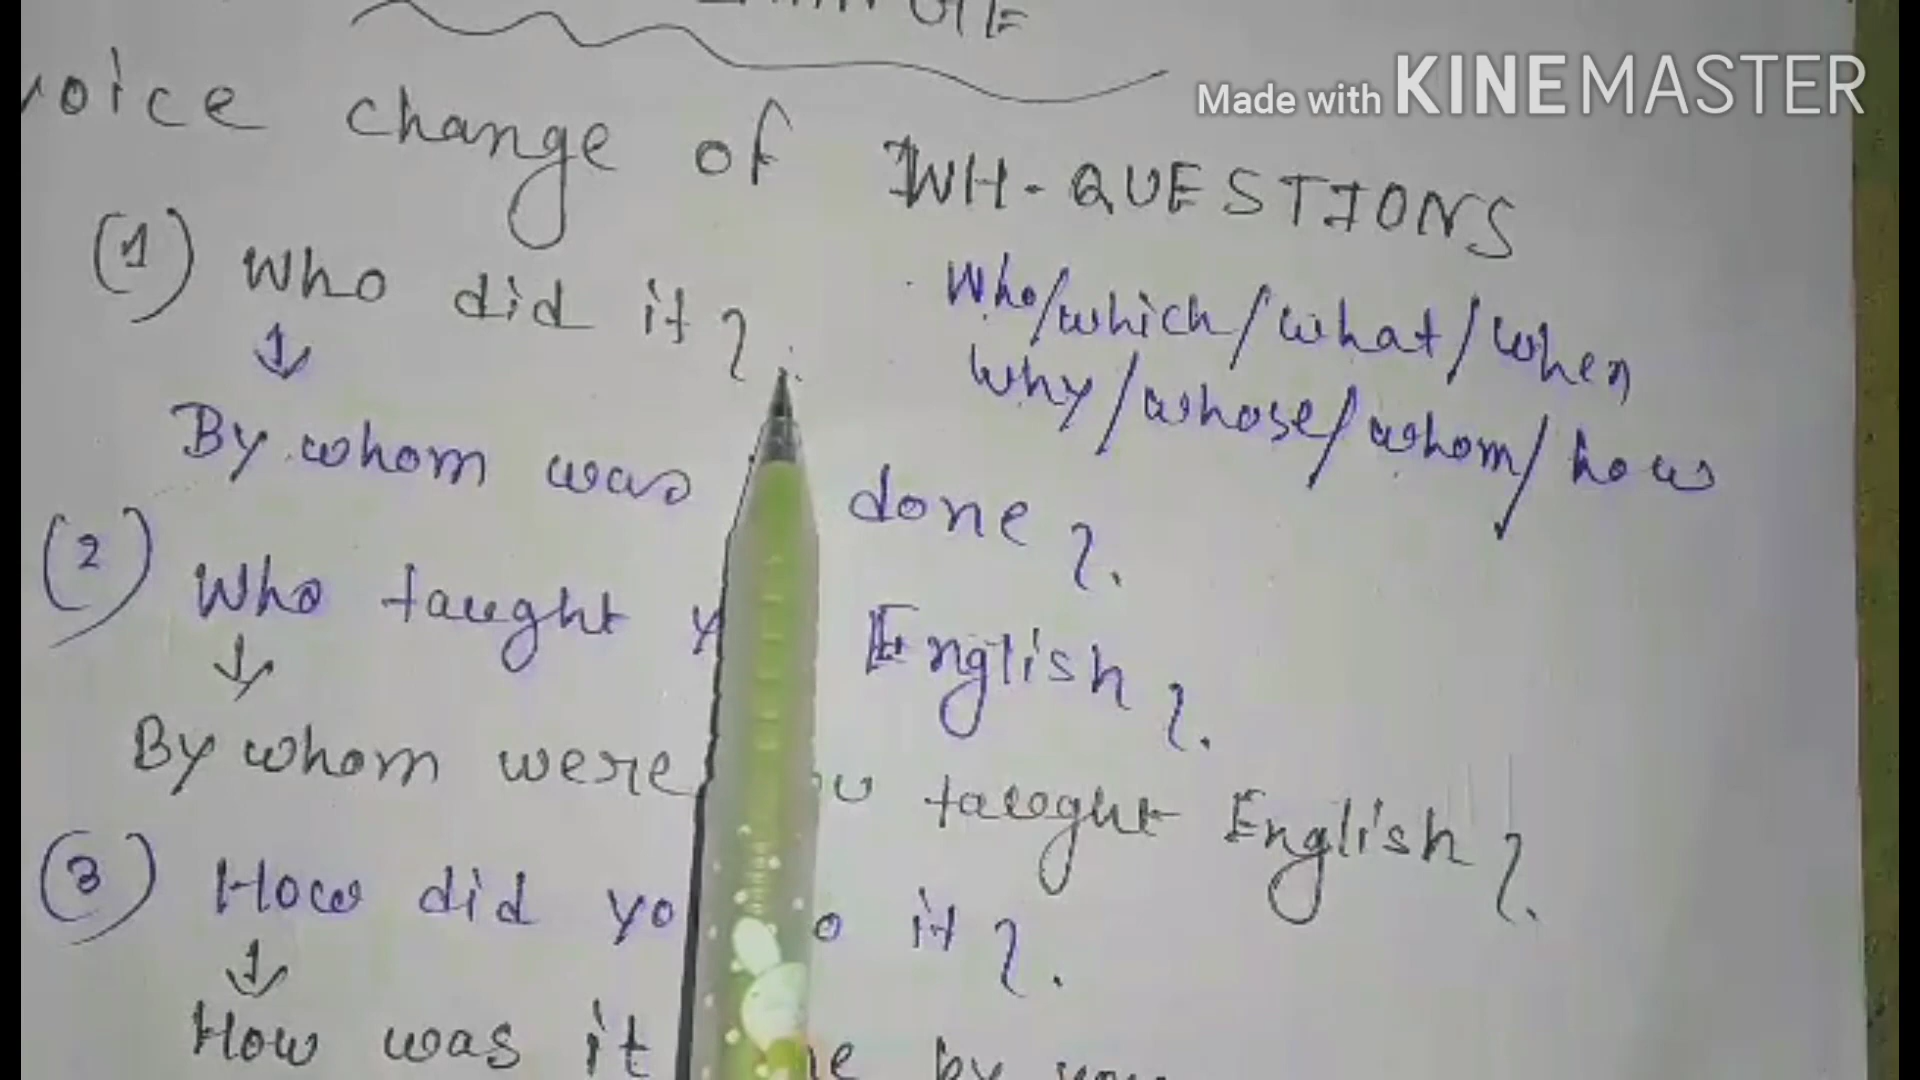 Made with KINEMASTER
voice change of WH-QUESTIONS
(1) Who did it?
Who/which/what/when
Why/whose/whom/how
By whom was done?
(2) Who taught English?
By whom were taught English?
(3) How did it?
How was it by you